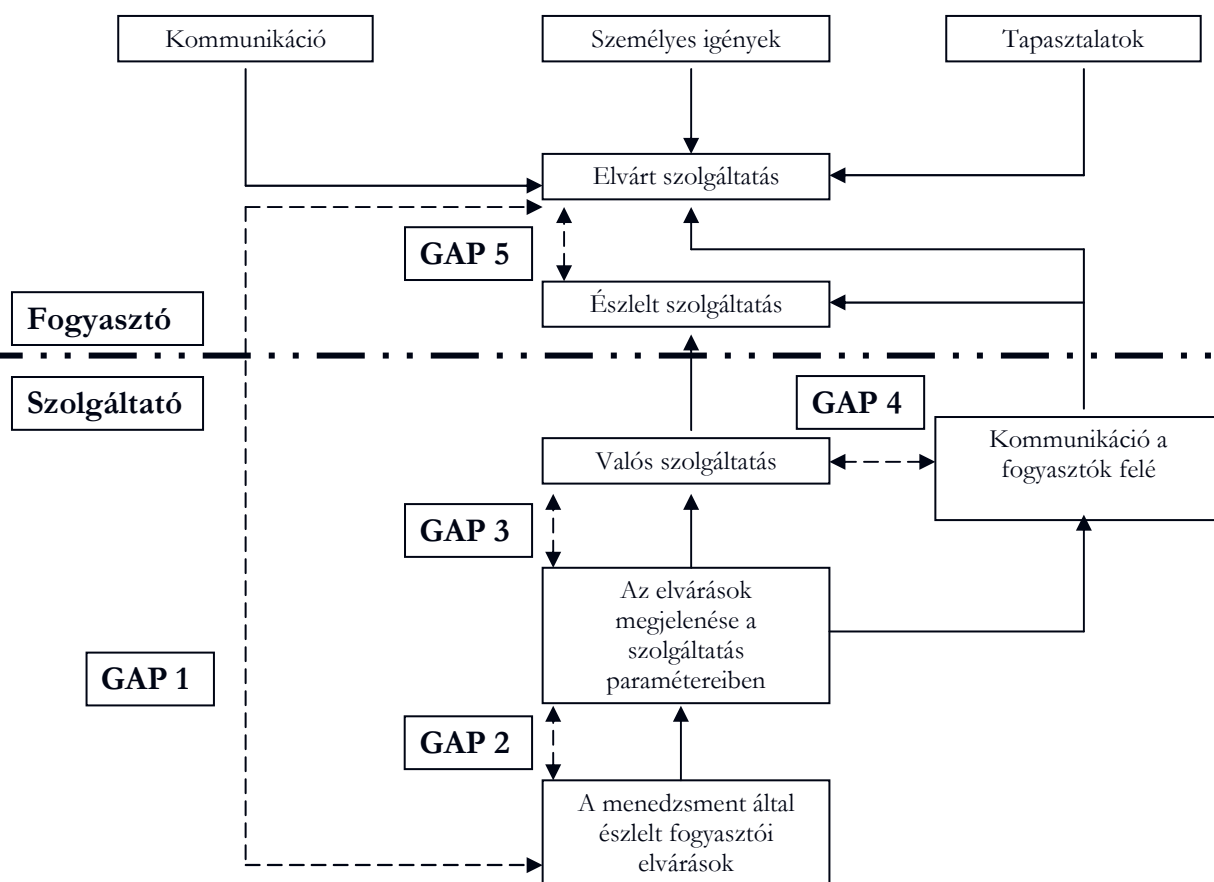 Kommunikáció
Személyes igények
Tapasztalatok
Elvárt szolgáltatás
GAP 5
Észlelt szolgáltatás
Fogyasztó
Szolgáltató
GAP 4
Valós szolgáltatás
Kommunikáció a
fogyasztók felé
GAP 3
Az elvárások
megjelenése a
szolgáltatás
paramétereiben
GAP 1
GAP 2
A menedzsment által
észlelt fogyasztói
elvárások